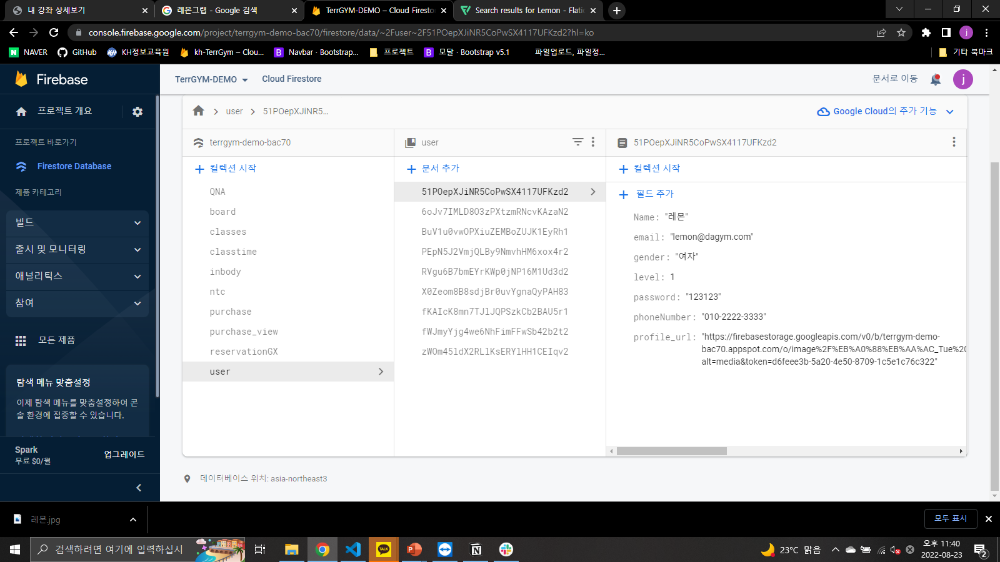 내 강좌 상세보기
레몬그랩 - Google 검색
TerrGYM-DEMO – Cloud Firesto
Search results for Lemon - Flati
console.firebase.google.com/project/terrgym-demo-bac70/firestore/data/~2Fuser~2F51POepXJiNR5CoPwSX4117UFKzd2?hl=ko
j
NAVER
GitHub
KH정보교육원
kh-TerrGym – Clou...
Navbar · Bootstrap...
프로젝트
모달 · Bootstrap v5.1
파일업로드, 파일정...
기타 북마크
Firebase
TerrGYM-DEMO
Cloud Firestore
문서로 이동
j
프로젝트 개요
프로젝트 바로가기
Firestore Database
제품 카테고리
빌드
출시 및 모니터링
애널리틱스
참여
모든 제품
탐색 메뉴 맞춤설정
이제 탐색 메뉴를 맞춤설정하여 콘
솔 환경에 집중할 수 있습니다.
Spark
무료 $0/월
업그레이드
user
51POepXJiNR5...
Google Cloud의 추가 기능
terrgym-demo-bac70
컬렉션 시작
QNA
board
classes
classtime
inbody
ntc
purchase
purchase_view
reservationGX
user
user
문서 추가
51POepXJiNR5CoPwSX4117UFKzd2
6oJv7IMLD8O3zPXtzmRNcvKAzaN2
BuV1u0vwOPXiuZEMBoZUJK1EyRh1
PEpN5J2VmjQLBy9NmvhHM6xox4r2
RVgu6B7bmEYrKWp0jNP16M1Ud3d2
X0Zeom8B8sdjBr0uvYgnaQyPAH83
fKAIcK8mn7TJlJQPSzkCb2BAU5r1
fWJmyYjg4we6NhFimFFwSb42b2t2
zWOm45ldX2RLlKsERYlHH1CEIqv2
51POepXJiNR5CoPwSX4117UFKzd2
컬렉션 시작
필드 추가
Name: "레몬"
email: "lemon@dagym.com"
gender: "여자"
level: 1
password: "123123"
phoneNumber: "010-2222-3333"
profile_url: "https://firebasestorage.googleapis.com/v0/b/terrgym-demo-
bac70.appspot.com/o/image%2F%EB%A0%88%EB%AA%AC_Tue%20
alt=media&token=d6feee3b-5a20-4e50-8709-1c5e1c76c322"
데이터베이스 위치: asia-northeast3
레몬.jpg
모두 표시
검색하려면 여기에 입력하십시
TALK
23°C 맑음
오후 11:40
2022-08-23
2